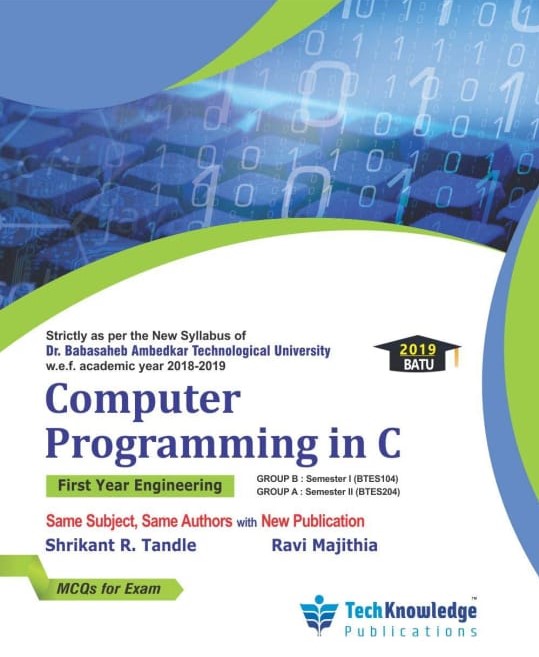 Strictly as per the New Syllabus of
Dr. Babasaheb Ambedkar Technological University
w.e.f. academic year 2018-2019
2019
BATU
Computer
Programming in C
First Year Engineering
GROUP B : Semester I (BTES104)
GROUP A : Semester II (BTES204)
Same Subject, Same Authors with New Publication
Shrikant R. Tandle Ravi Majithia
MCQs for Exam
TechKnowledge™
Publications